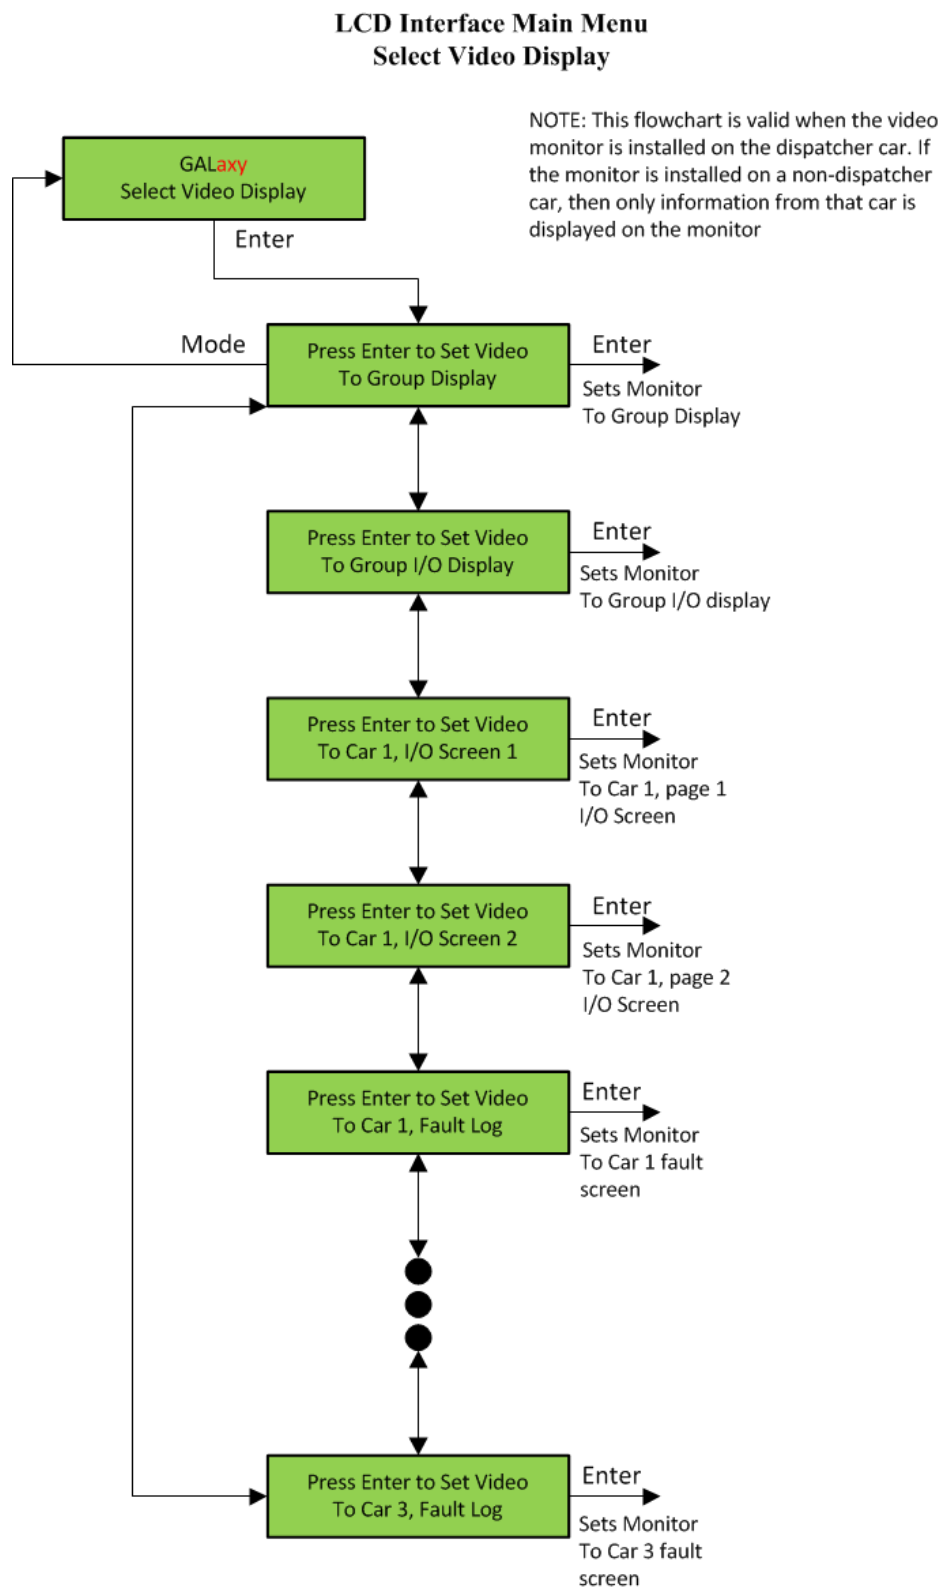 LCD Interface Main Menu
Select Video Display
NOTE: This flowchart is valid when the video
monitor is installed on the dispatcher car. If
the monitor is installed on a non-dispatcher
car, then only information from that car is
displayed on the monitor
GALaxy
Select Video Display
Enter
Mode
Press Enter to Set Video
To Group Display
Enter
Sets Monitor
To Group Display
Press Enter to Set Video
To Group I/O Display
Enter
Sets Monitor
To Group I/O display
Press Enter to Set Video
To Car 1, I/O Screen 1
Enter
Sets Monitor
To Car 1, page 1
I/O Screen
Press Enter to Set Video
To Car 1, I/O Screen 2
Enter
Sets Monitor
To Car 1, page 2
I/O Screen
Press Enter to Set Video
To Car 1, Fault Log
Enter
Sets Monitor
To Car 1 fault
screen
Press Enter to Set Video
To Car 3, Fault Log
Enter
Sets Monitor
To Car 3 fault
screen